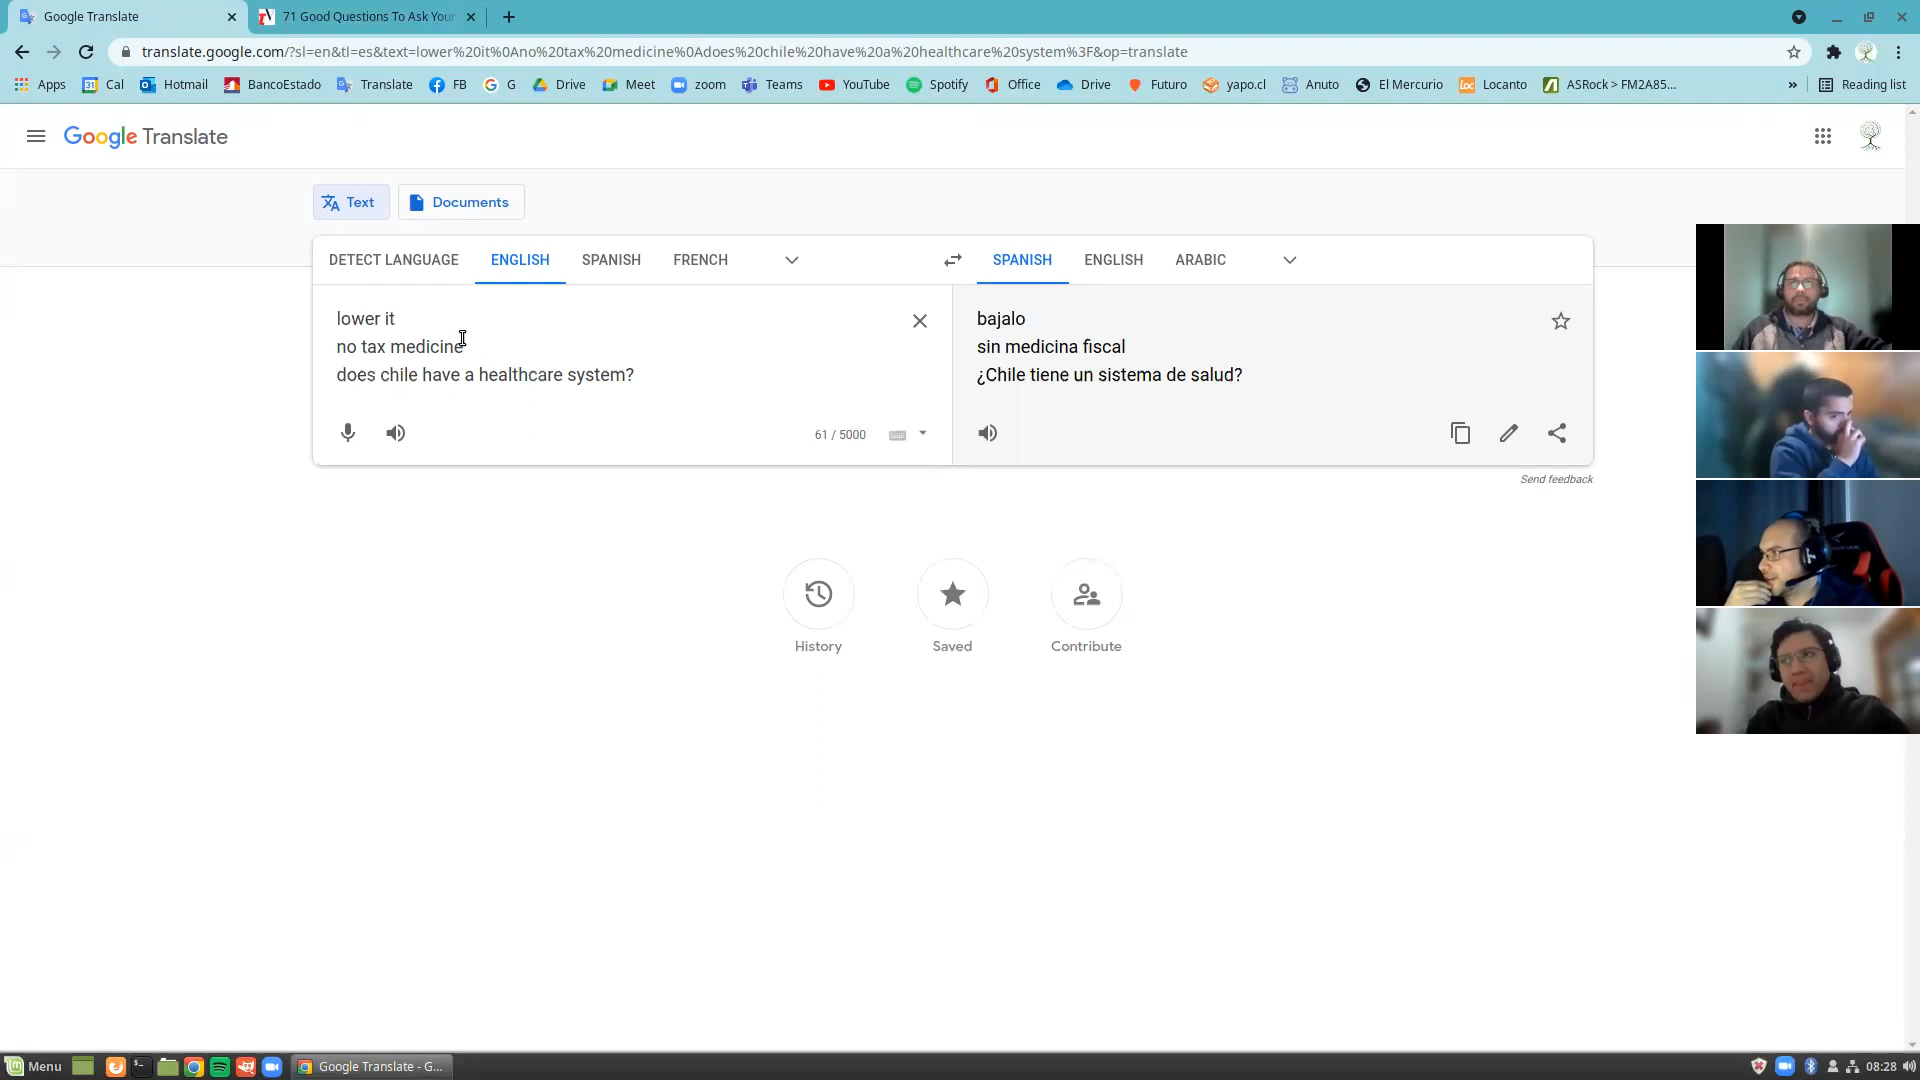 Google Translate
71 Good Questions To Ask Your
translate.google.com/?sl=en&tl=es&text=lower%20it%0Ano%20tax%20medicine%0Adoes%20chile%20have%20a%20healthcare%20system%3F&op=translate
Apps Cal Hotmail BancoEstado Translate FB G Drive Meet zoom Teams YouTube Spotify Office Drive Futuro yapo.cl Anuto El Mercurio Locanto ASRock > FM2A85... » Reading list
Google Translate
Text Documents
DETECT LANGUAGE ENGLISH SPANISH FRENCH SPANISH ENGLISH ARABIC
lower it
no tax medicine
does chile have a healthcare system?
61 / 5000
bajalo
sin medicina fiscal
¿Chile tiene un sistema de salud?
Send feedback
History Saved Contribute
Menu Google Translate - G... 08:28